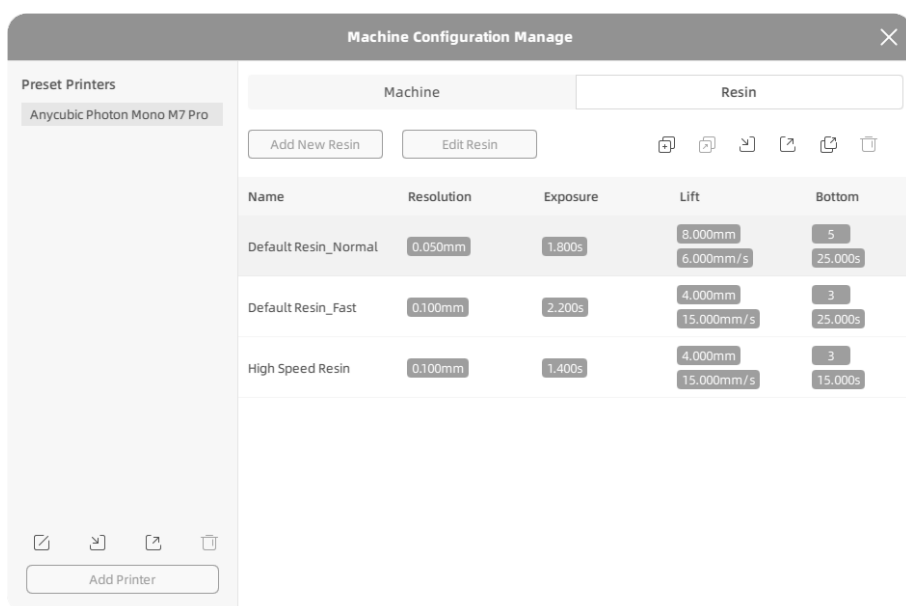 Machine Configuration Manage
Preset Printers
Anycubic Photon Mono M7 Pro
Machine
Resin
Add New Resin
Edit Resin
Name
Resolution
Exposure
Lift
Bottom
Default Resin_Normal
0.050mm
1.800s
8.000mm
6.000mm/s
5
25.000s
Default Resin_Fast
0.100mm
2.200s
4.000mm
15.000mm/s
3
25.000s
High Speed Resin
0.100mm
1.400s
4.000mm
15.000mm/s
3
15.000s
Add Printer